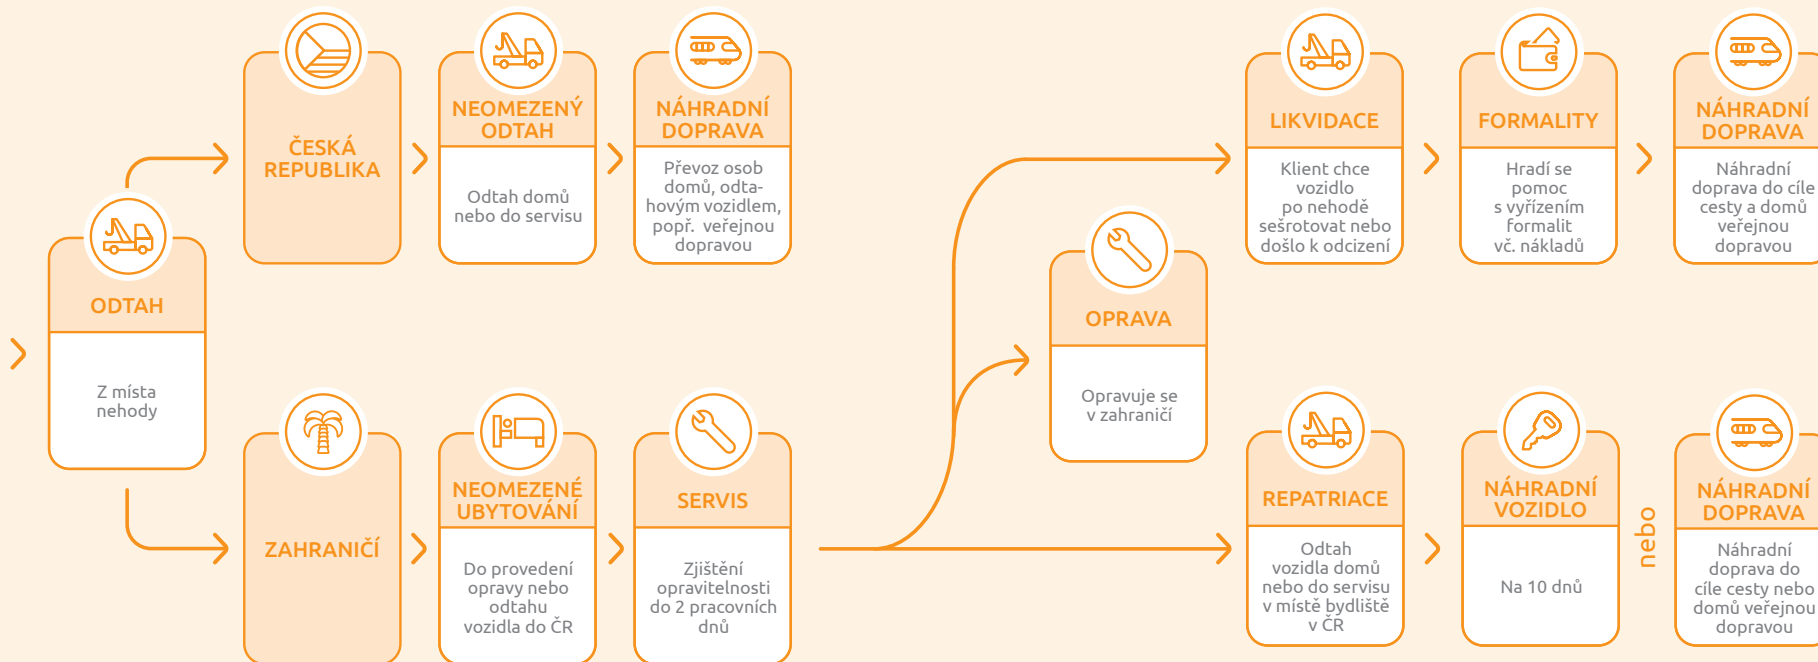 ODTAH
Z místa
nehody
ČESKÁ
REPUBLIKA
NEOMEZENÝ
ODTAH
Odtah domů
nebo do servisu
NÁHRADNÍ
DOPRAVA
Převoz osob
domů, odta-
hovým vozidlem,
popř. veřejnou
dopravou
ZAHRANIČÍ
NEOMEZENÉ
UBYTOVÁNÍ
Do provedení
opravy nebo
odtahu
vozidla do ČR
SERVIS
Zjištění
opravitelnosti
do 2 pracovních
dnů
LIKVIDACE
Klient chce
vozidlo
po nehodě
sešrotovat nebo
došlo k odcizení
FORMALITY
Hradí se
pomoc
s vyřízením
formalit
vč. nákladů
NÁHRADNÍ
DOPRAVA
Náhradní
doprava do cíle
cesty a domů
veřejnou
dopravou
OPRAVA
Opravuje se
v zahraničí
REPATRIACE
Odtah
vozidla domů
nebo do servisu
v místě bydliště
v ČR
NÁHRADNÍ
VOZIDLO
Na 10 dnů
nebo
NÁHRADNÍ
DOPRAVA
Náhradní
doprava do
cíle cesty nebo
domů veřejnou
dopravou